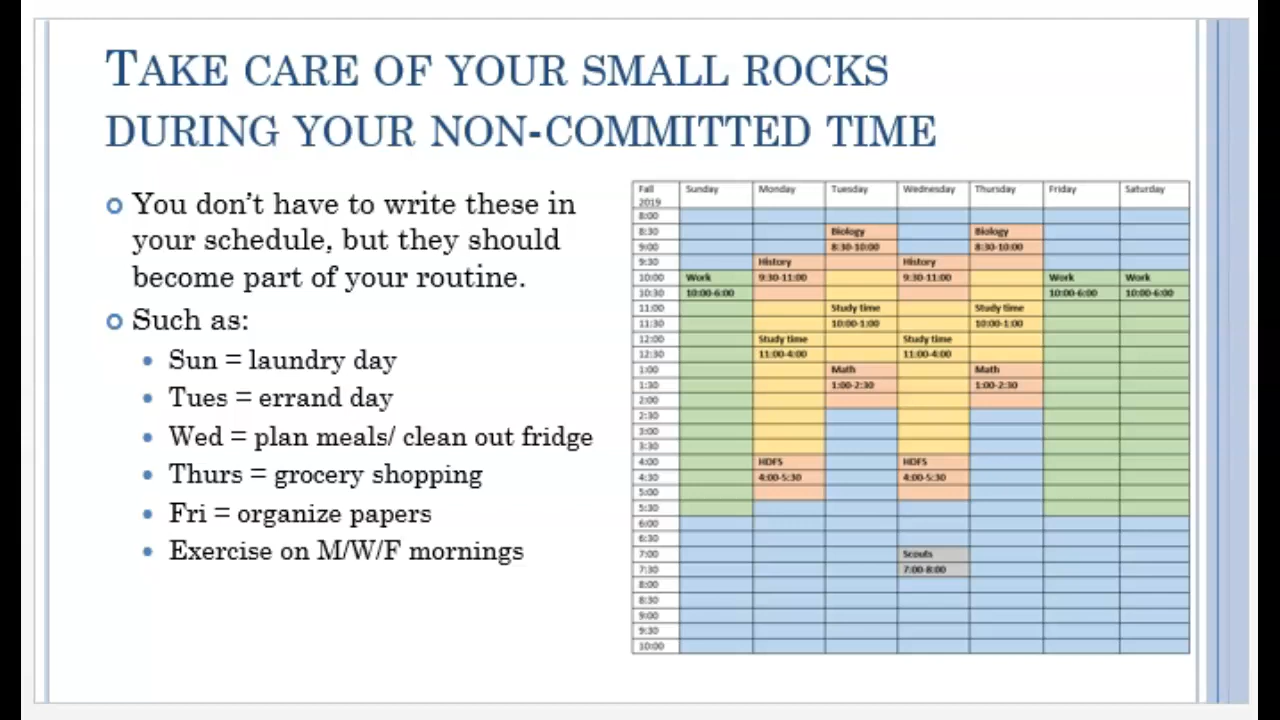 TAKE CARE OF YOUR SMALL ROCKS
DURING YOUR NON-COMMITTED TIME
You don't have to write these in
your schedule, but they should
become part of your routine.
Such as:
Sun = laundry day
Tues = errand day
Wed = plan meals/ clean out fridge
Thurs = grocery shopping
Fri = organize papers
Exercise on M/W/F mornings
Fall 2019 Sunday Monday Tuesday Wednesday Thursday Friday Saturday
8:00
8:30 Biology Biology
9:00 8:30-10:00 8:30-10:00
9:30 History History
10:00 Work 9:30-11:00 9:30-11:00 Work Work
10:30 10:00-6:00 10:00-6:00 10:00-6:00
11:00 Study time Study time
11:30 10:00-1:00 10:00-1:00
12:00 Study time Study time
12:30 11:00-4:00 11:00-4:00
1:00 Math Math
1:30 1:00-2:30 1:00-2:30
2:00
2:30
3:00
3:30
4:00 HDFS HDFS
4:30 4:00-5:30 4:00-5:30
5:00
5:30
6:00
6:30
7:00 Scouts
7:30 7:00-8:00
8:00
8:30
9:00
9:30
10:00